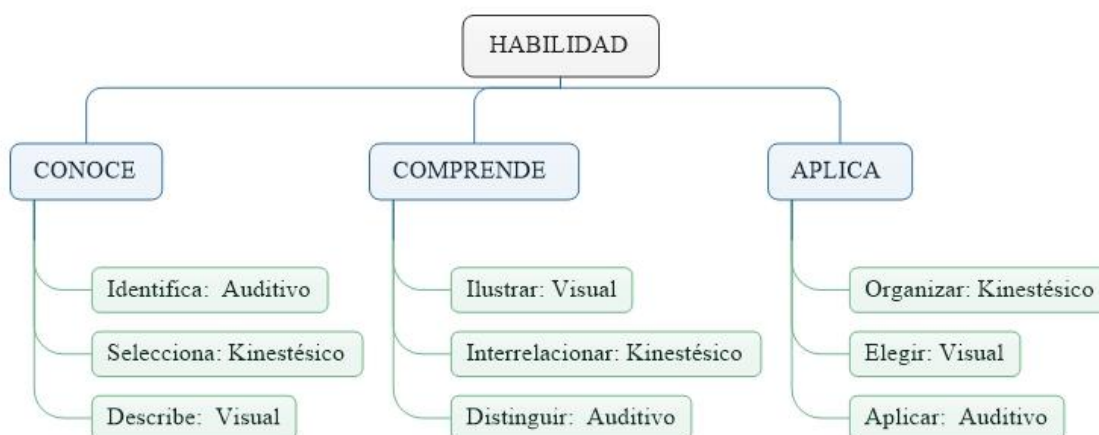 HABILIDAD
CONOCE
Identifica: Auditivo
Selecciona: Kinestésico
Describe: Visual
COMPRENDE
Ilustrar: Visual
Interrelacionar: Kinestésico
Distinguir: Auditivo
APLICA
Organizar: Kinestésico
Elegir: Visual
Aplicar: Auditivo